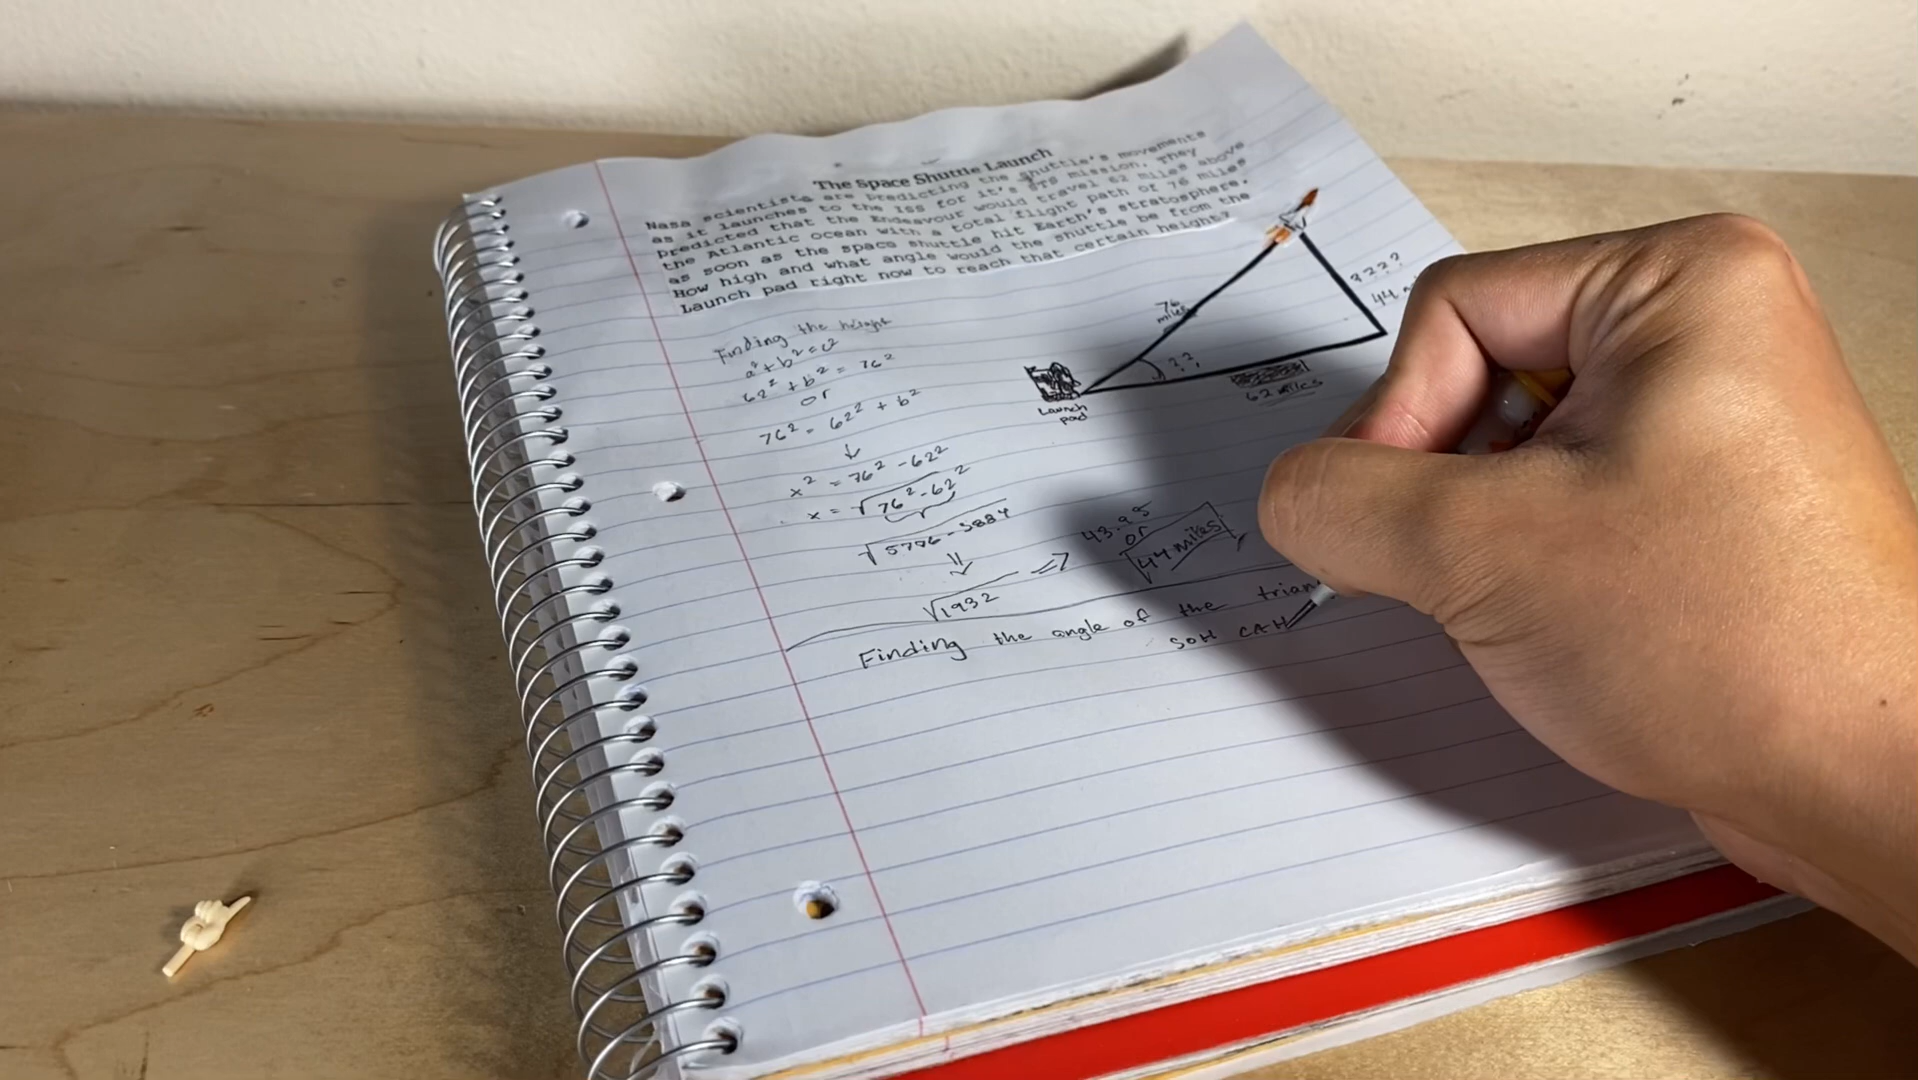 The Space Shuttle Launch
Nasa scientists are predicting the shuttle's movements
as it launches to the ISS for it's STS mission. They
predicted that the Endeavour would travel 62 miles above
the Atlantic ocean with a total flight path of 76 miles
as soon as the space shuttle hit Earth's stratosphere.
How high and what angle would the shuttle be from the
Launch pad right now to reach that certain height?
76
miles
????
44
??
62 miles
Launch
pad
Finding the height
a² + b² = c²
62² + b² = 76²
or
76² = 62² + b²
↓
x² = 76² - 62²
x = √76² - 62²
√5776 - 3884
⇓
√1932 ⇒
43.95
or
44 miles
Finding the angle of the trian
SOH CAH